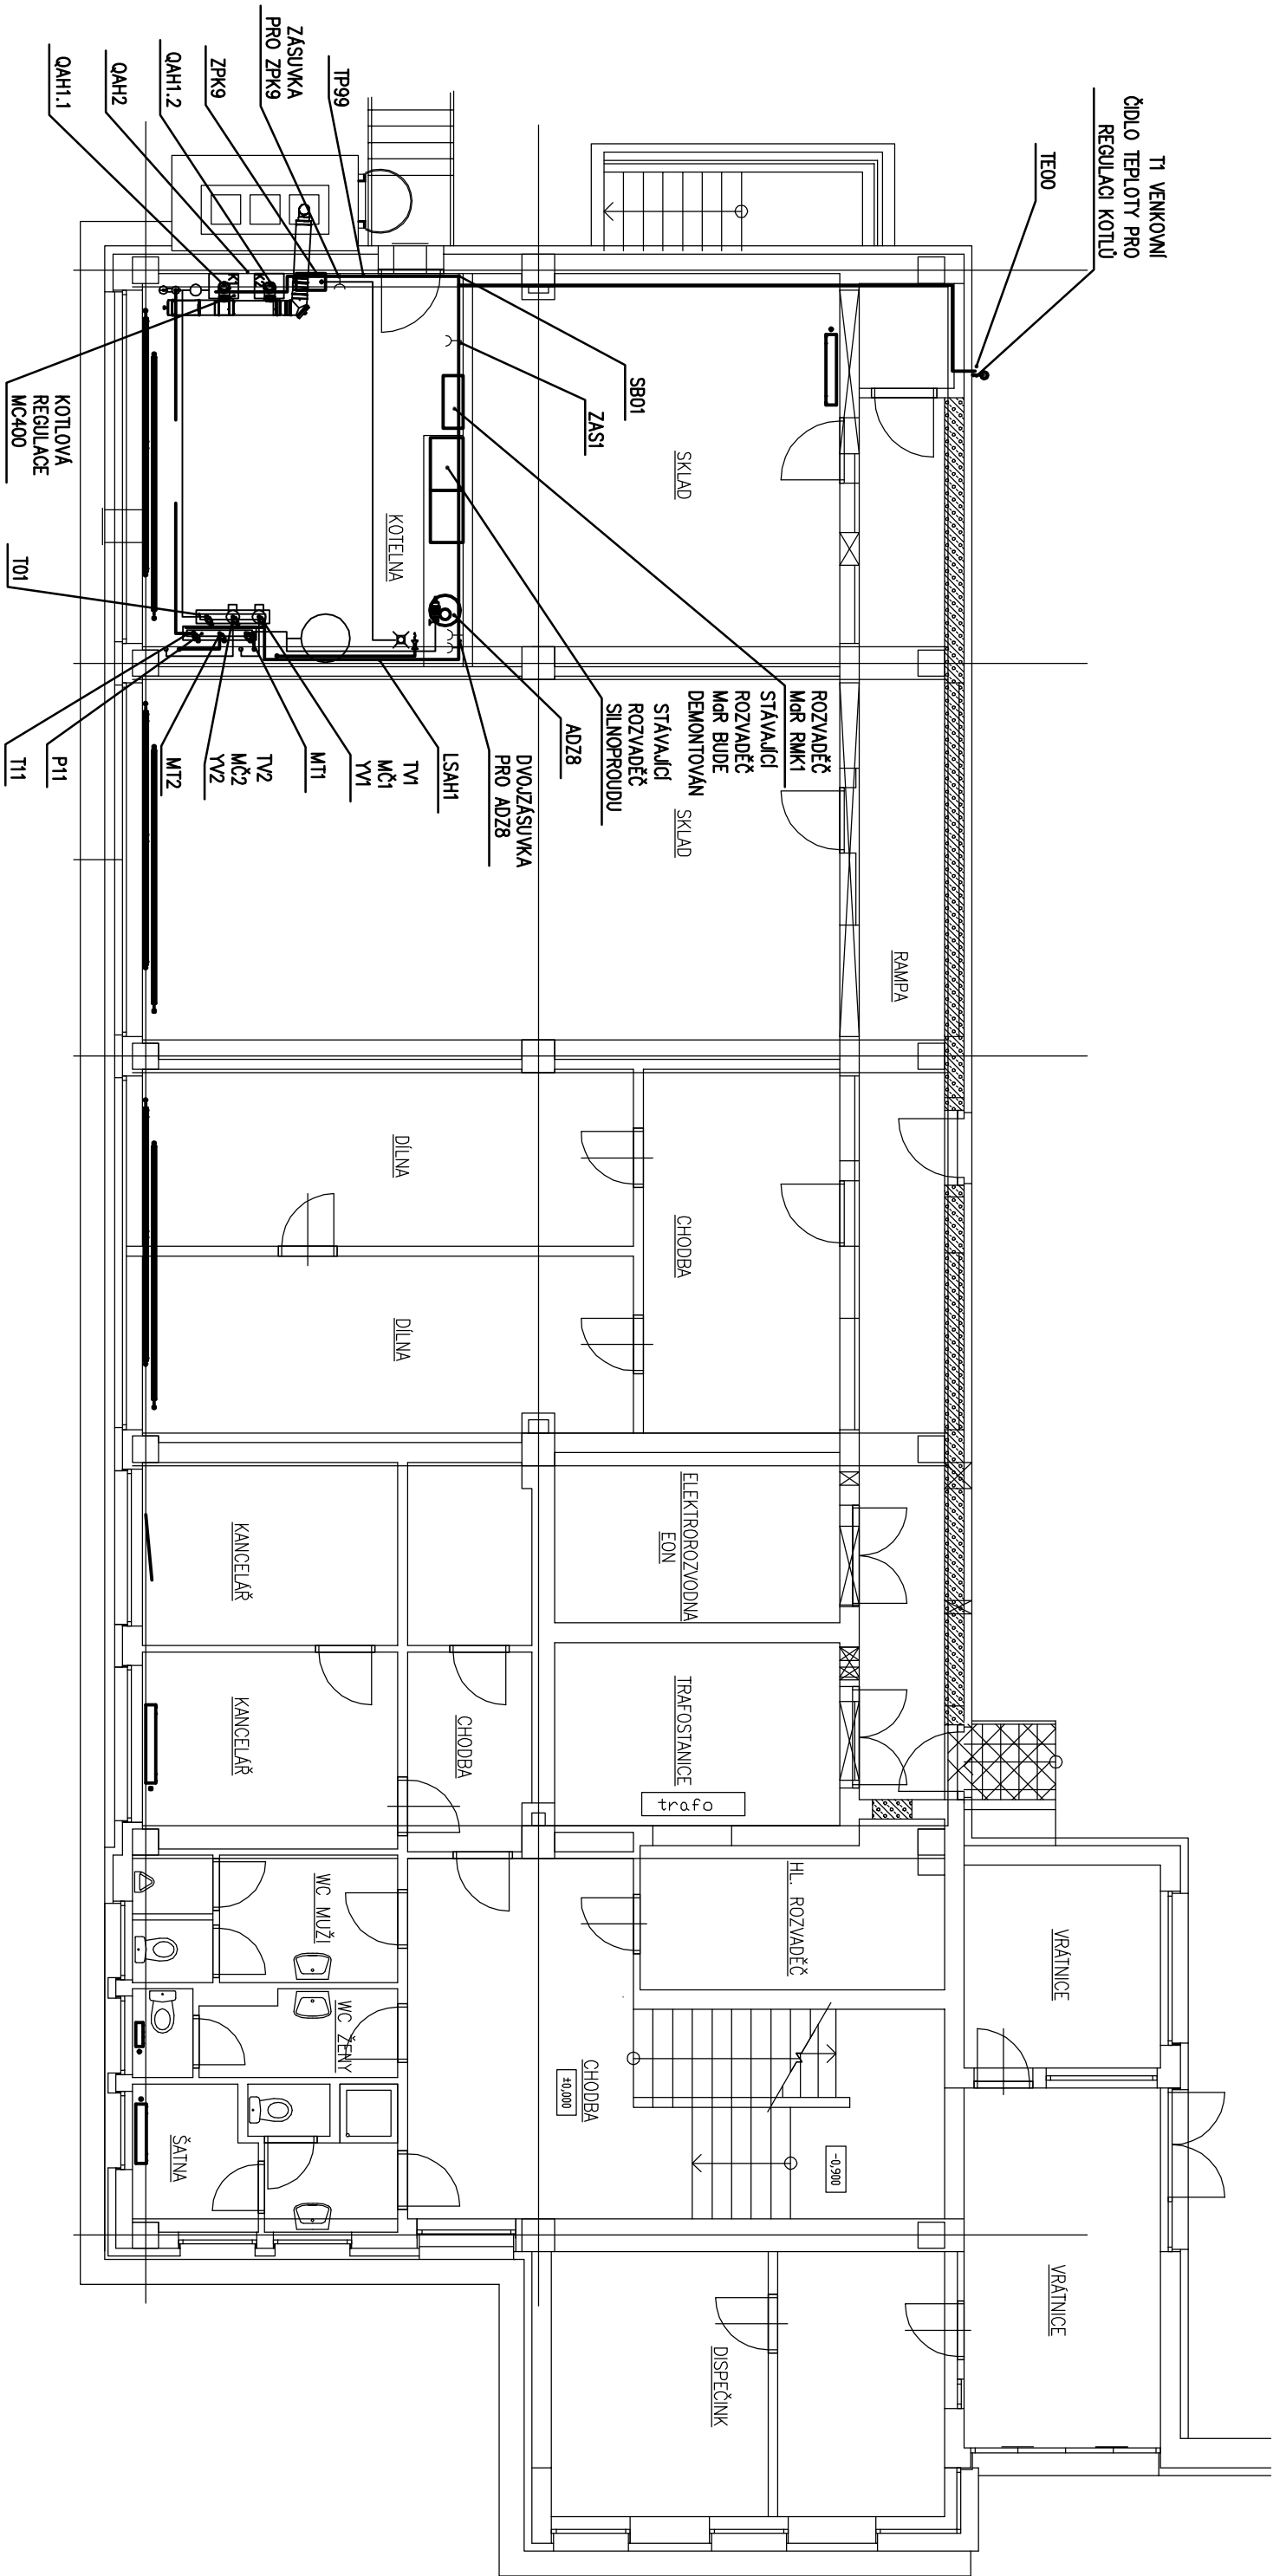 T1 VENKOVNÍ
ČIDLO TEPLOTY PRO
REGULACI KOTLŮ
TE00
TP99
ZÁSUVKA
PRO ZPK9
ZPK9
QAH1.2
QAH2
QAH1.1
SB01
ZAS1
ROZVADĚČ
MaR RMK1
STÁVAJÍCÍ
ROZVADĚČ
MaR BUDE
DEMONTOVÁN
STÁVAJÍCÍ
ROZVADĚČ
SILNOPROUDU
ADZ8
DVOJZÁSUVKA
PRO ADZ8
LSAH1
TV1
MČ1
YV1
MT1
TV2
MČ2
YV2
MT2
P11
T11
T01
KOTLOVÁ
REGULACE
MC400
K1
K2
KOTELNA
SKLAD
SKLAD
RAMPA
DÍLNA
DÍLNA
CHODBA
ELEKTROROZVODNA
EON
TRAFOSTANICE
trafo
KANCELÁŘ
KANCELÁŘ
CHODBA
HL. ROZVADĚČ
WC MUŽI
WC ŽENY
ŠATNA
CHODBA
±0,000
-0,900
VRÁTNICE
VRÁTNICE
DISPEČINK